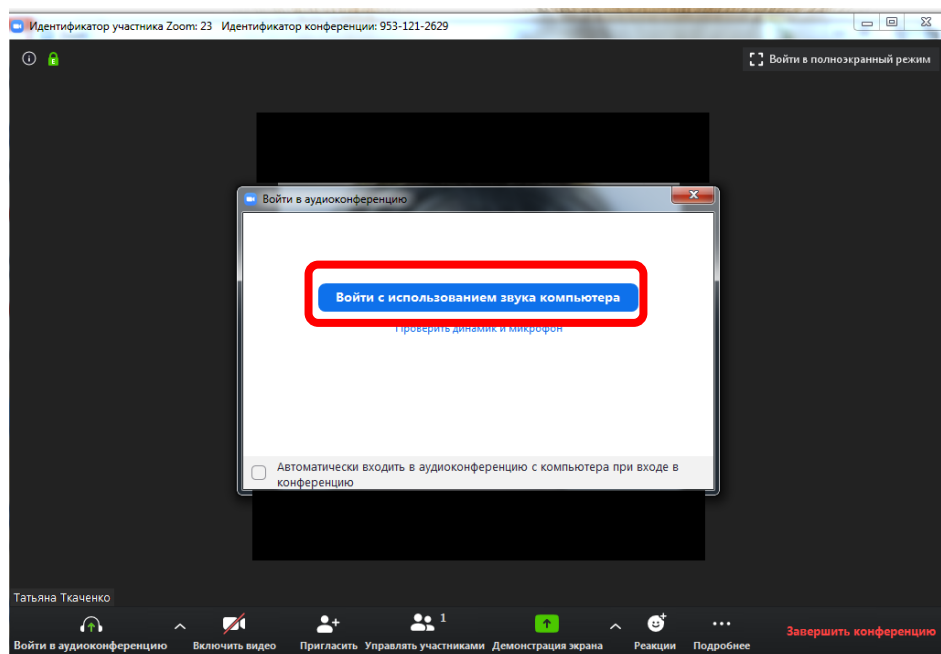 Идентификатор участника Zoom: 23 Идентификатор конференции: 953-121-2629
Войти в полноэкранный режим
Войти в аудиоконференцию
Войти с использованием звука компьютера
Проверить динамик и микрофон
Автоматически входить в аудиоконференцию с компьютера при входе в
конференцию
Татьяна Ткаченко
1
Войти в аудиоконференцию Включить видео Пригласить Управлять участниками Демонстрация экрана Реакции Подробнее Завершить конференцию